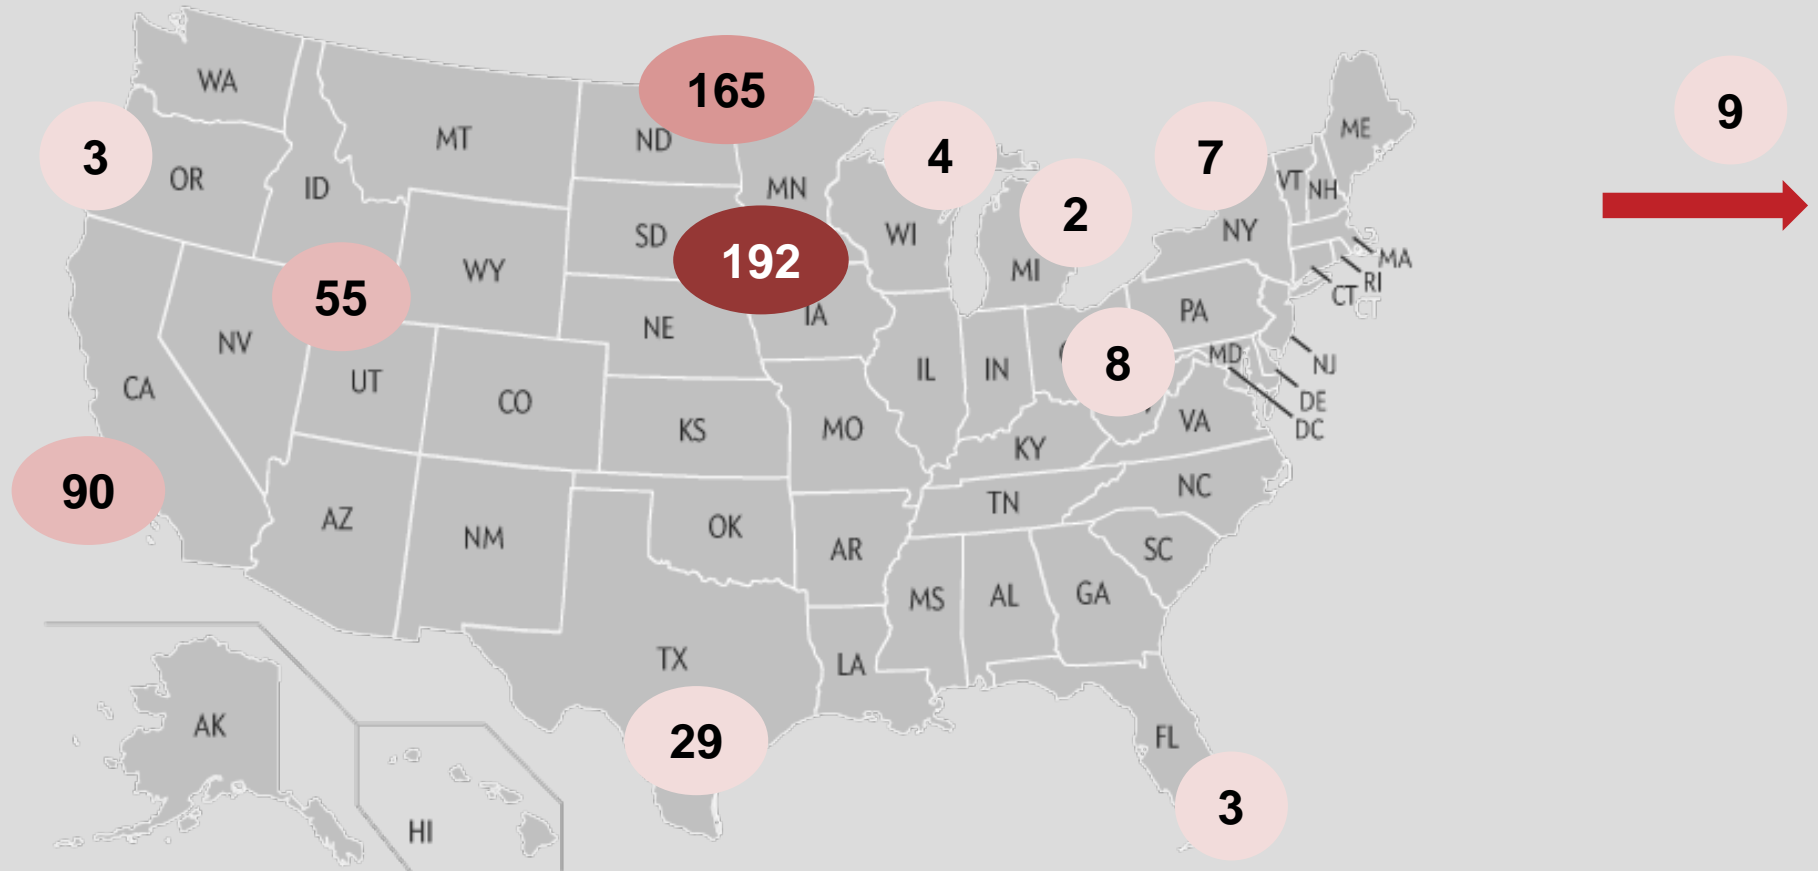 WA
165
9
3
MT
ND
4
7
ME
OR
ID
MN
2
VT
NH
SD
192
WI
NY
MA
55
WY
MI
RI
CT
CT
NV
NE
IA
PA
UT
IL
IN
8
MD
NJ
CA
CO
KS
MO
KY
VA
DE
DC
90
AZ
NM
OK
TN
NC
AR
SC
MS
AL
GA
TX
LA
AK
29
FL
HI
3